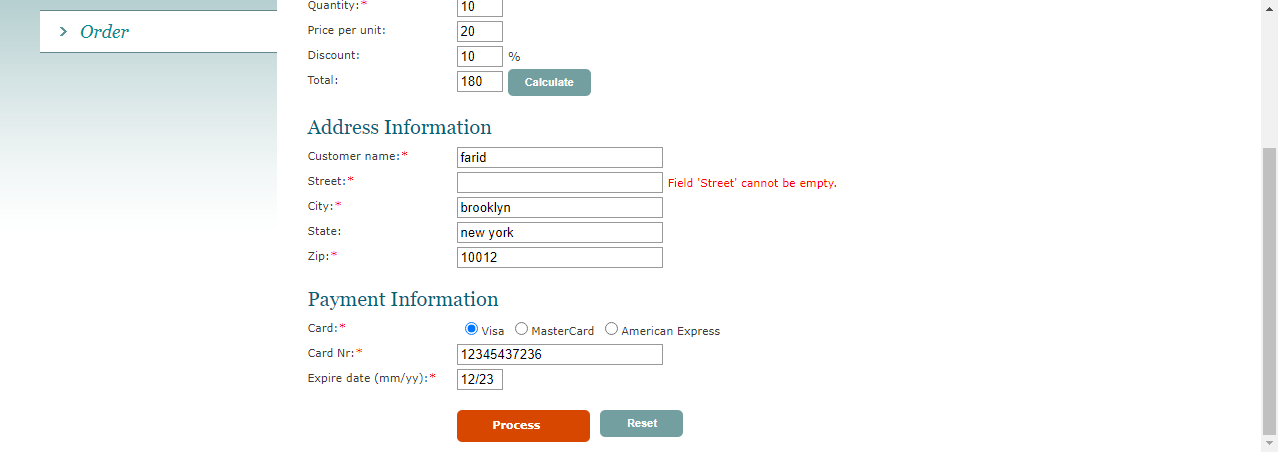 Quantity:* 10
> Order
Price per unit: 20
Discount: 10 %
Total: 180 Calculate
Address Information
Customer name:* farid
Street:* Field 'Street' cannot be empty.
City:* brooklyn
State: new york
Zip:* 10012
Payment Information
Card:* Visa MasterCard American Express
Card Nr:* 12345437236
Expire date (mm/yy):* 12/23
Process Reset